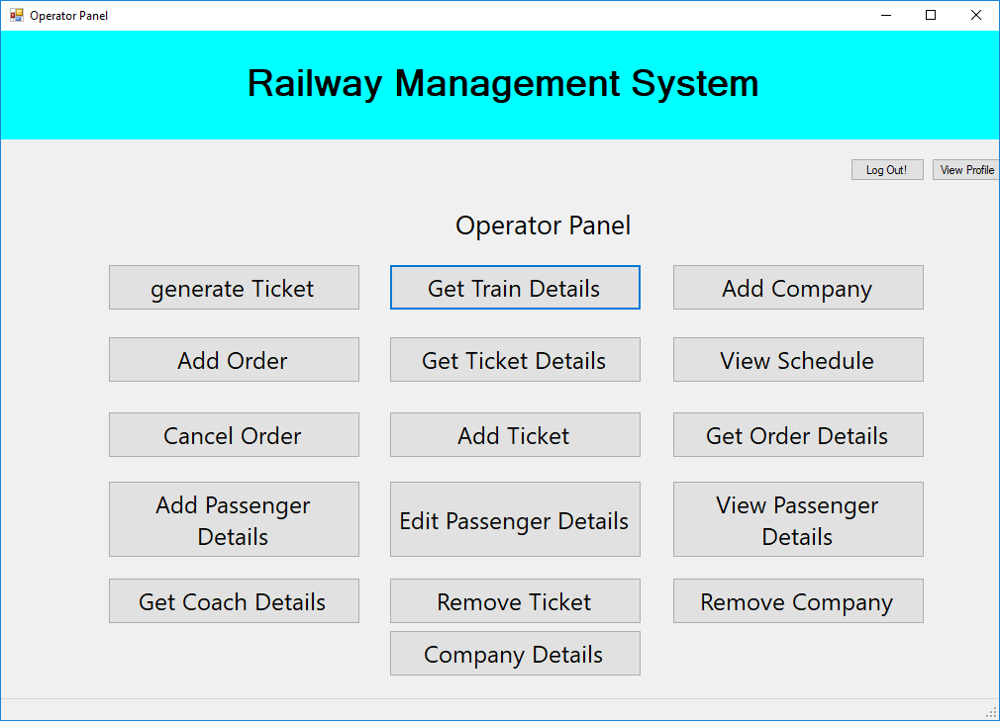 Operator Panel
Railway Management System
Log Out!
View Profile
Operator Panel
generate Ticket
Get Train Details
Add Company
Add Order
Get Ticket Details
View Schedule
Cancel Order
Add Ticket
Get Order Details
Add Passenger
Details
Edit Passenger Details
View Passenger
Details
Get Coach Details
Remove Ticket
Remove Company
Company Details